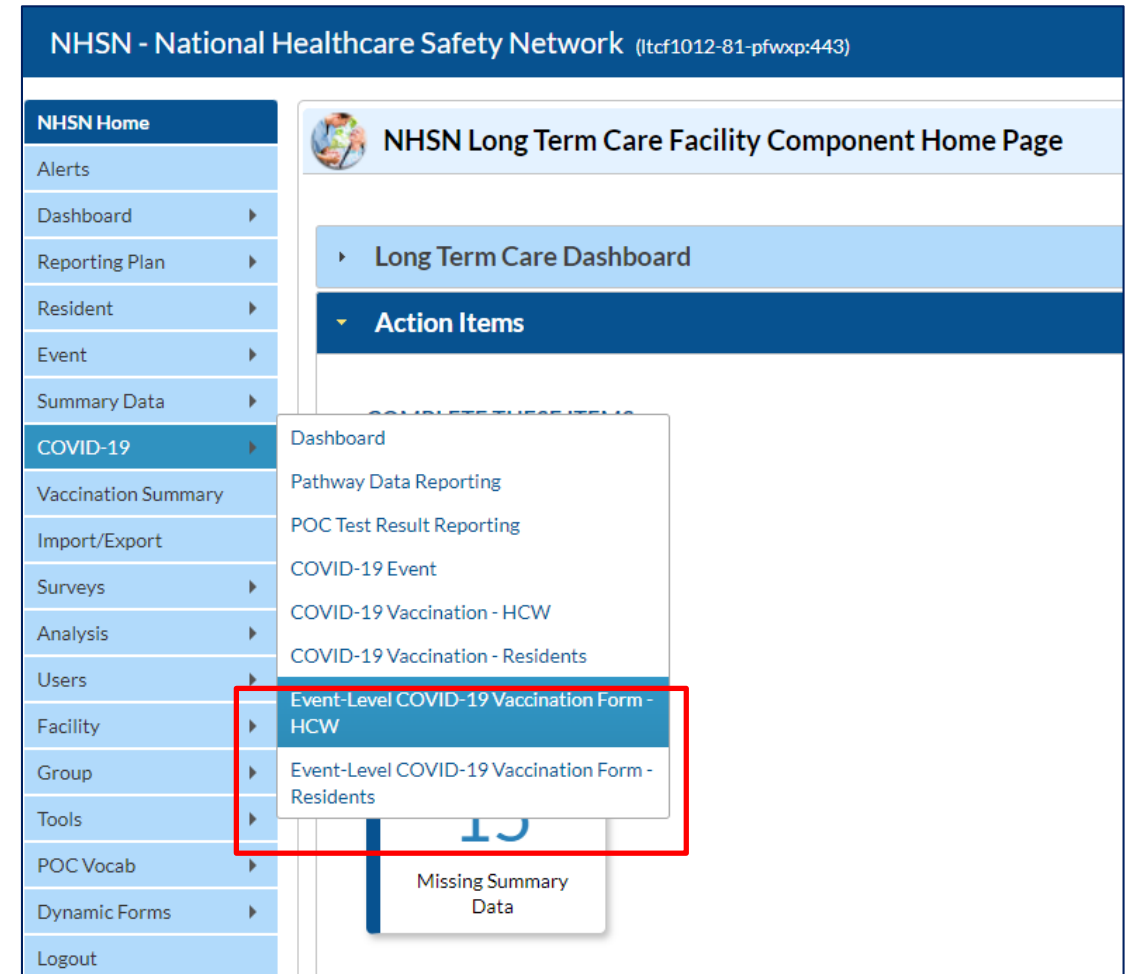 NHSN - National Healthcare Safety Network (ltcf1012-81-pfwxp:443)
NHSN Home
Alerts
Dashboard
Reporting Plan
Resident
Event
Summary Data
COVID-19
Vaccination Summary
Import/Export
Surveys
Analysis
Users
Facility
Group
Tools
POC Vocab
Dynamic Forms
Logout
NHSN Long Term Care Facility Component Home Page
Long Term Care Dashboard
Action Items
COMPLETE THESE ITEMS
Dashboard
Pathway Data Reporting
POC Test Result Reporting
COVID-19 Event
COVID-19 Vaccination - HCW
COVID-19 Vaccination - Residents
Event-Level COVID-19 Vaccination Form -
HCW
Event-Level COVID-19 Vaccination Form -
Residents
Missing Summary
Data